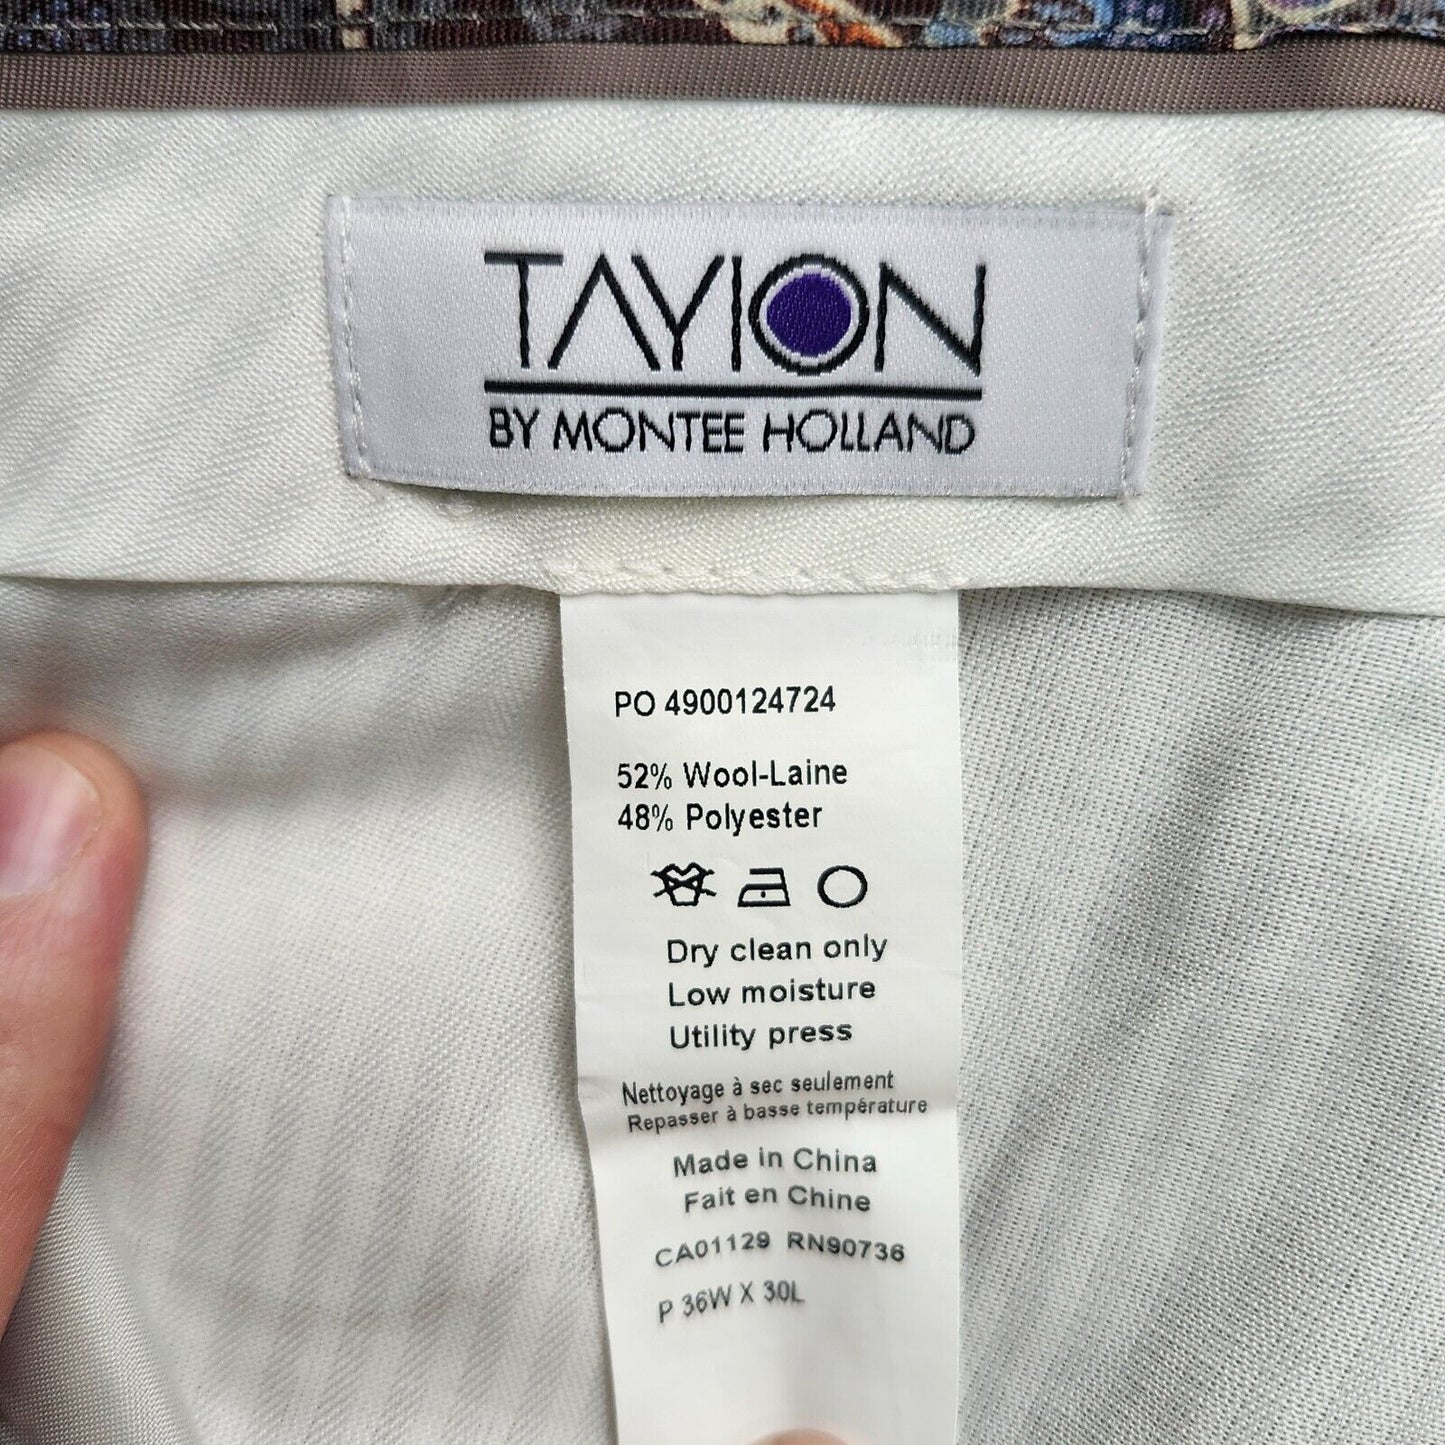 TAYION
BY MONTEE HOLLAND
PO 4900124724
52% Wool-Laine
48% Polyester
Dry clean only
Low moisture
Utility press
Nettoyage à sec seulement
Repasser à basse température
Made in China
Fait en Chine
CA01129 RN90736
P 36W X 30L